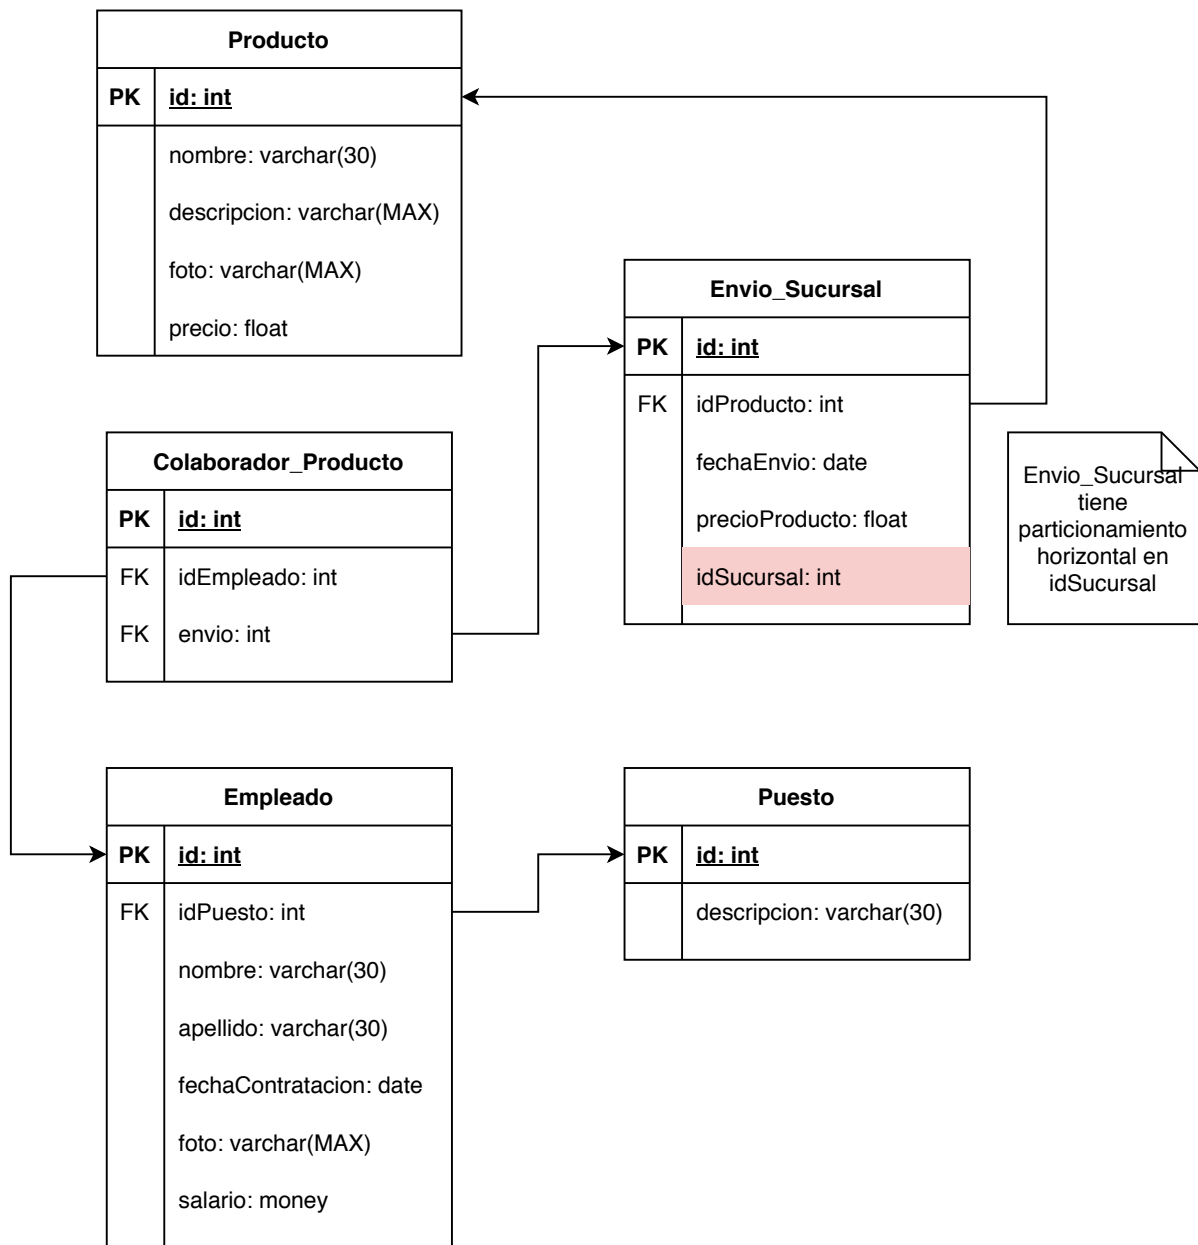 Producto
PK id: int
nombre: varchar(30)
descripcion: varchar(MAX)
foto: varchar(MAX)
precio: float
Envio_Sucursal
PK id: int
FK idProducto: int
fechaEnvio: date
precioProducto: float
idSucursal: int
Envio_Sucursal
tiene
particionamiento
horizontal en
idSucursal
Colaborador_Producto
PK id: int
FK idEmpleado: int
FK envio: int
Empleado
PK id: int
FK idPuesto: int
nombre: varchar(30)
apellido: varchar(30)
fechaContratacion: date
foto: varchar(MAX)
salario: money
Puesto
PK id: int
descripcion: varchar(30)